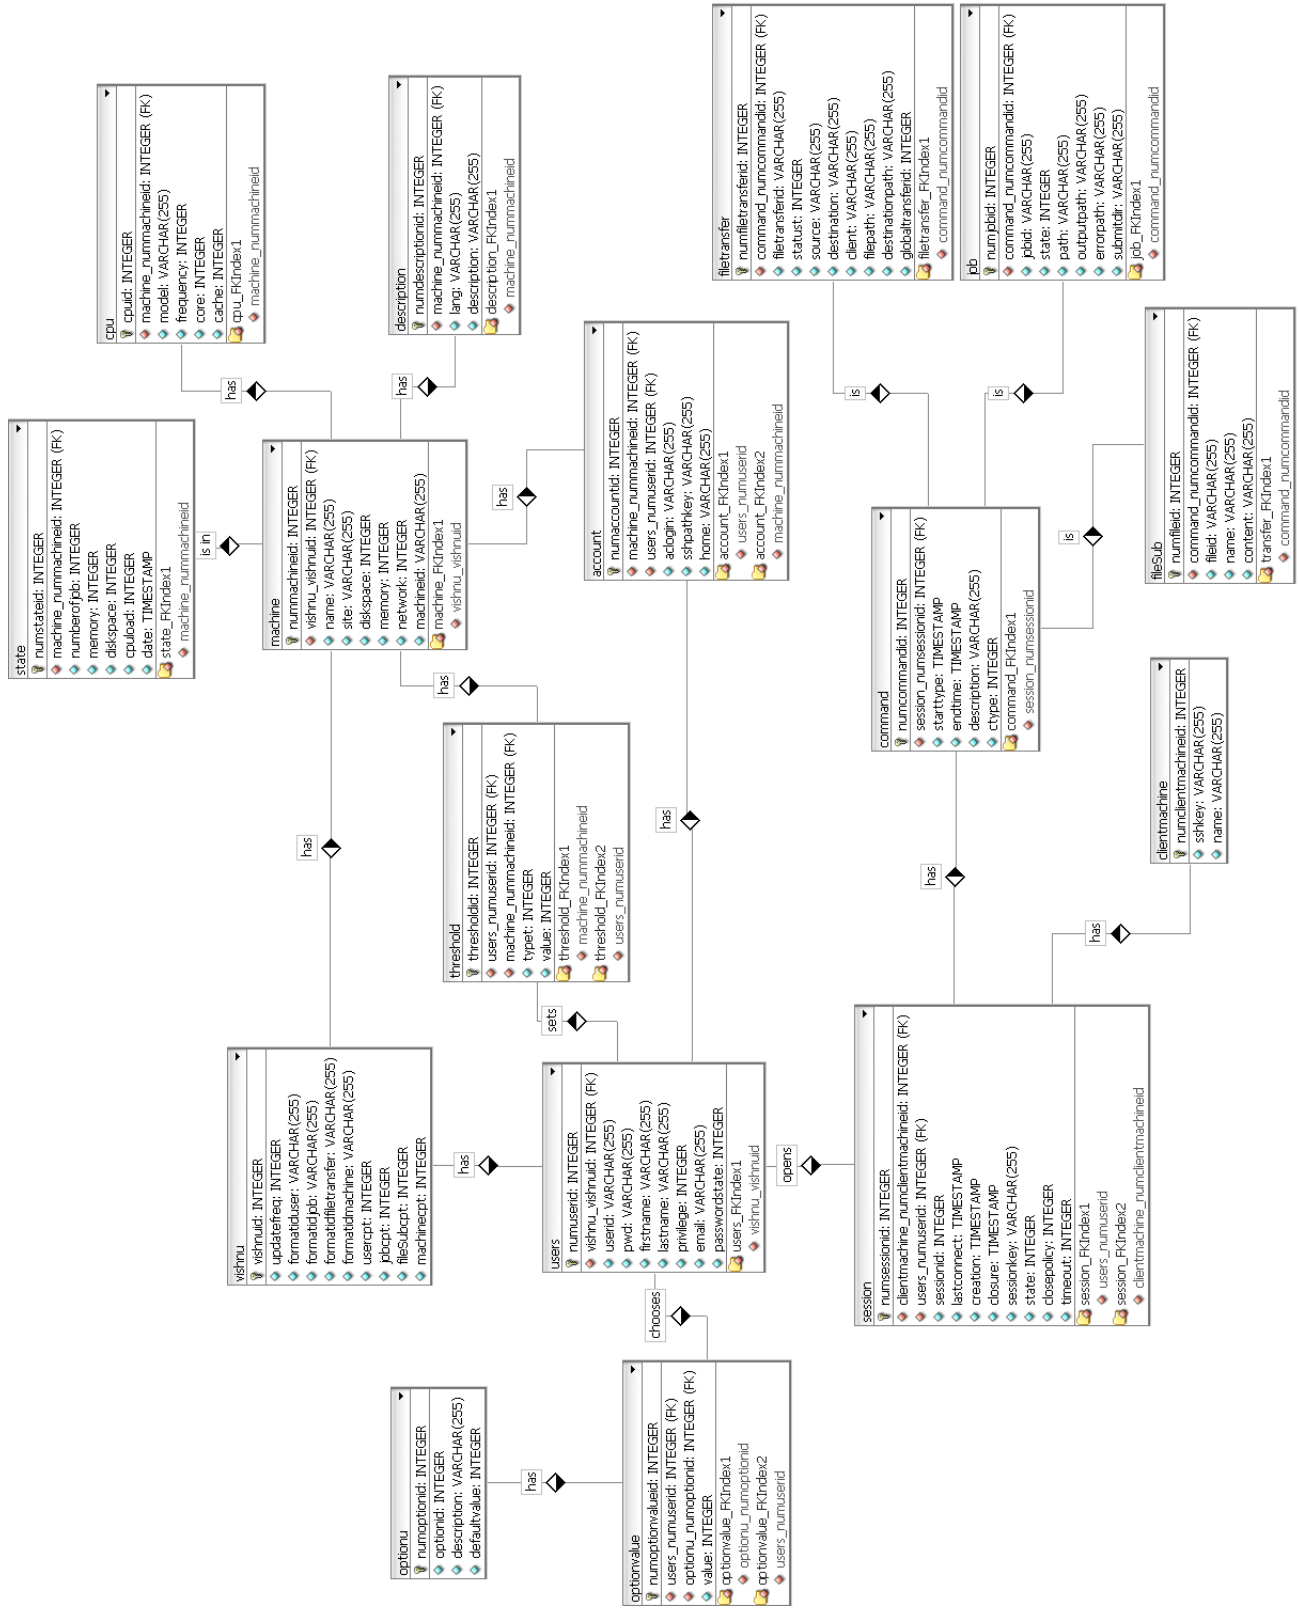 optionu
numoptionid: INTEGER
optionid: INTEGER
description: VARCHAR(255)
defaultvalue: INTEGER
has
optionvalue
numoptionvalueid: INTEGER
users_numuserid: INTEGER (FK)
optionu_numoptionid: INTEGER (FK)
value: INTEGER
optionvalue_FKIndex1
optionu_numoptionid
optionvalue_FKIndex2
users_numuserid
chooses
vishnu
vishnuid: INTEGER
updatefreq: INTEGER
formatiduser: VARCHAR(255)
formatidjob: VARCHAR(255)
formatidfiletransfer: VARCHAR(255)
formatidmachine: VARCHAR(255)
usercpt: INTEGER
jobcpt: INTEGER
fileSubcpt: INTEGER
machinecpt: INTEGER
has
users
numuserid: INTEGER
vishnu_vishnuid: INTEGER (FK)
userid: VARCHAR(255)
pwd: VARCHAR(255)
firstname: VARCHAR(255)
lastname: VARCHAR(255)
privilege: INTEGER
email: VARCHAR(255)
passwordstate: INTEGER
users_FKIndex1
vishnu_vishnuid
opens
session
numsessionid: INTEGER
clientmachine_numclientmachineid: INTEGER (FK)
users_numuserid: INTEGER (FK)
sessionid: INTEGER
lastconnect: TIMESTAMP
creation: TIMESTAMP
closure: TIMESTAMP
sessionkey: VARCHAR(255)
state: INTEGER
closepolicy: INTEGER
timeout: INTEGER
session_FKIndex1
users_numuserid
session_FKIndex2
clientmachine_numclientmachineid
has
sets
threshold
thresholdid: INTEGER
users_numuserid: INTEGER (FK)
machine_nummachineid: INTEGER (FK)
typet: INTEGER
value: INTEGER
threshold_FKIndex1
machine_nummachineid
threshold_FKIndex2
users_numuserid
has
has
has
has
clientmachine
numclientmachineid: INTEGER
sshkey: VARCHAR(255)
name: VARCHAR(255)
state
numstateid: INTEGER
machine_nummachineid: INTEGER (FK)
numberofjob: INTEGER
memory: INTEGER
diskspace: INTEGER
cpuload: INTEGER
date: TIMESTAMP
state_FKIndex1
machine_nummachineid
is in
machine
nummachineid: INTEGER
vishnu_vishnuid: INTEGER (FK)
name: VARCHAR(255)
site: VARCHAR(255)
diskspace: INTEGER
memory: INTEGER
network: INTEGER
machineid: VARCHAR(255)
machine_FKIndex1
vishnu_vishnuid
has
account
numaccountid: INTEGER
machine_nummachineid: INTEGER (FK)
users_numuserid: INTEGER (FK)
aclogin: VARCHAR(255)
sshpathkey: VARCHAR(255)
home: VARCHAR(255)
account_FKIndex1
users_numuserid
account_FKIndex2
machine_nummachineid
command
numcommandid: INTEGER
session_numsessionid: INTEGER (FK)
starttype: TIMESTAMP
endtime: TIMESTAMP
description: VARCHAR(255)
ctype: INTEGER
command_FKIndex1
session_numsessionid
is
fileSub
numfileid: INTEGER
command_numcommandid: INTEGER (FK)
fileid: VARCHAR(255)
name: VARCHAR(255)
content: VARCHAR(255)
transfer_FKIndex1
command_numcommandid
has
has
is
is
cpu
cpuid: INTEGER
machine_nummachineid: INTEGER (FK)
model: VARCHAR(255)
frequency: INTEGER
core: INTEGER
cache: INTEGER
cpu_FKIndex1
machine_nummachineid
description
numdescriptionid: INTEGER
machine_nummachineid: INTEGER (FK)
lang: VARCHAR(255)
description: VARCHAR(255)
description_FKIndex1
machine_nummachineid
filetransfer
numfiletransferid: INTEGER
command_numcommandid: INTEGER (FK)
filetransferid: VARCHAR(255)
statust: INTEGER
source: VARCHAR(255)
destination: VARCHAR(255)
client: VARCHAR(255)
filepath: VARCHAR(255)
destinationpath: VARCHAR(255)
globaltransferid: INTEGER
filetransfer_FKIndex1
command_numcommandid
job
numjobid: INTEGER
command_numcommandid: INTEGER (FK)
jobid: VARCHAR(255)
state: INTEGER
path: VARCHAR(255)
outputpath: VARCHAR(255)
errorpath: VARCHAR(255)
submitdir: VARCHAR(255)
job_FKIndex1
command_numcommandid